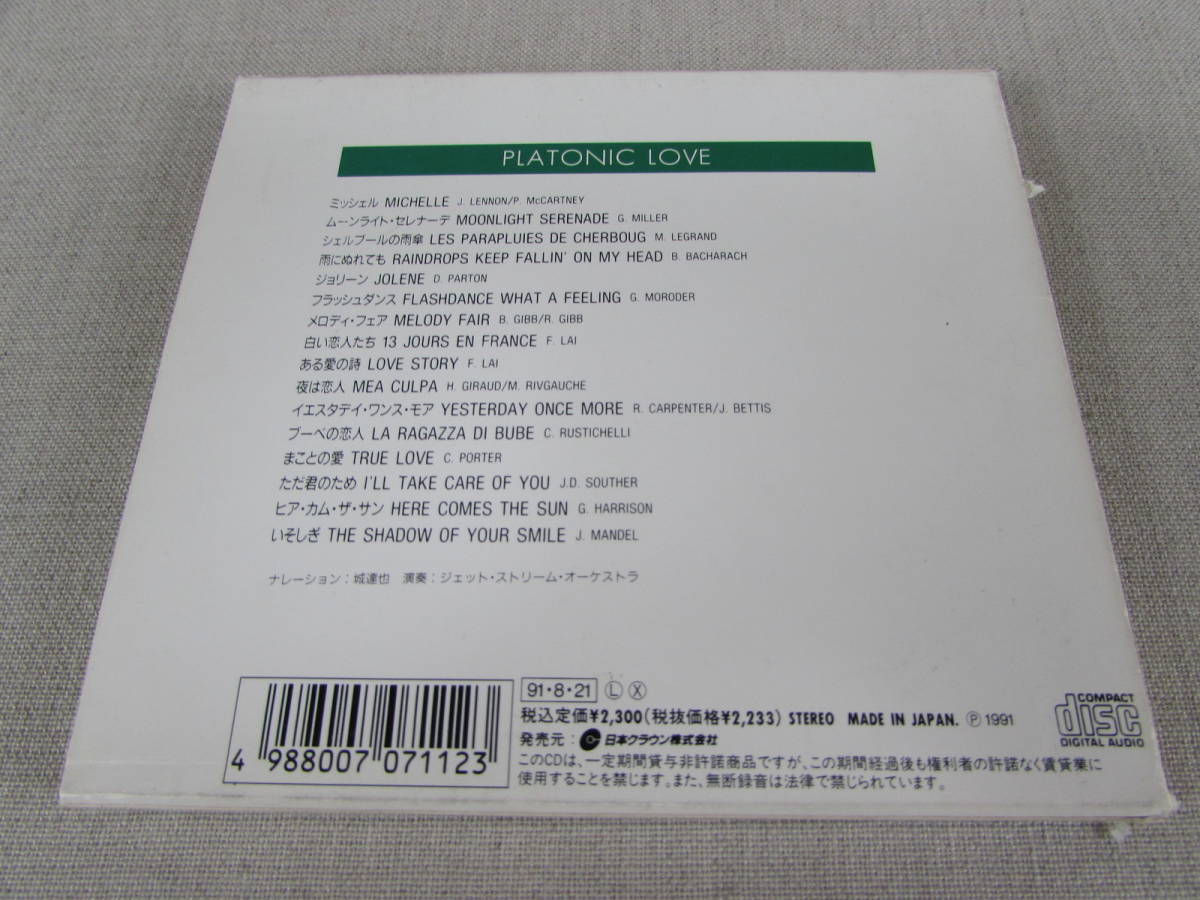 PLATONIC LOVE
ミッシェル MICHELLE J. LENNON/P. McCARTNEY
ムーンライト・セレナーデ MOONLIGHT SERENADE G. MILLER
シェルブールの雨傘 LES PARAPLUIES DE CHERBOUG M. LEGRAND
雨にぬれても RAINDROPS KEEP FALLIN' ON MY HEAD B. BACHARACH
ジョリーン JOLENE D. PARTON
フラッシュダンス FLASHDANCE WHAT A FEELING G. MORODER
メロディ・フェア MELODY FAIR B. GIBB/R. GIBB
白い恋人たち 13 JOURS EN FRANCE F. LAI
ある愛の詩 LOVE STORY F. LAI
夜は恋人 MEA CULPA H. GIRAUD/M. RIVGAUCHE
イエスタデイ・ワンス・モア YESTERDAY ONCE MORE R. CARPENTER/J. BETTIS
ブーベの恋人 LA RAGAZZA DI BUBE C. RUSTICHELLI
まことの愛 TRUE LOVE C. PORTER
ただ君のため I'LL TAKE CARE OF YOU J.D. SOUTHER
ヒア・カム・ザ・サン HERE COMES THE SUN G. HARRISON
いそしぎ THE SHADOW OF YOUR SMILE J. MANDEL
ナレーション：城達也 演奏：ジェット・ストリーム・オーケストラ
91・8・21 Ⓛ Ⓧ
税込定価¥2,300(税抜価格¥2,233) STEREO MADE IN JAPAN. Ⓟ 1991
発売元： 日本クラウン株式会社
このCDは、一定期間貸与非許諾商品ですが、この期間経過後も権利者の許諾なく賃貸業に
使用することを禁じます。また、無断録音は法律で禁じられています。
4 988007 071123
COMPACT
disc
DIGITAL AUDIO